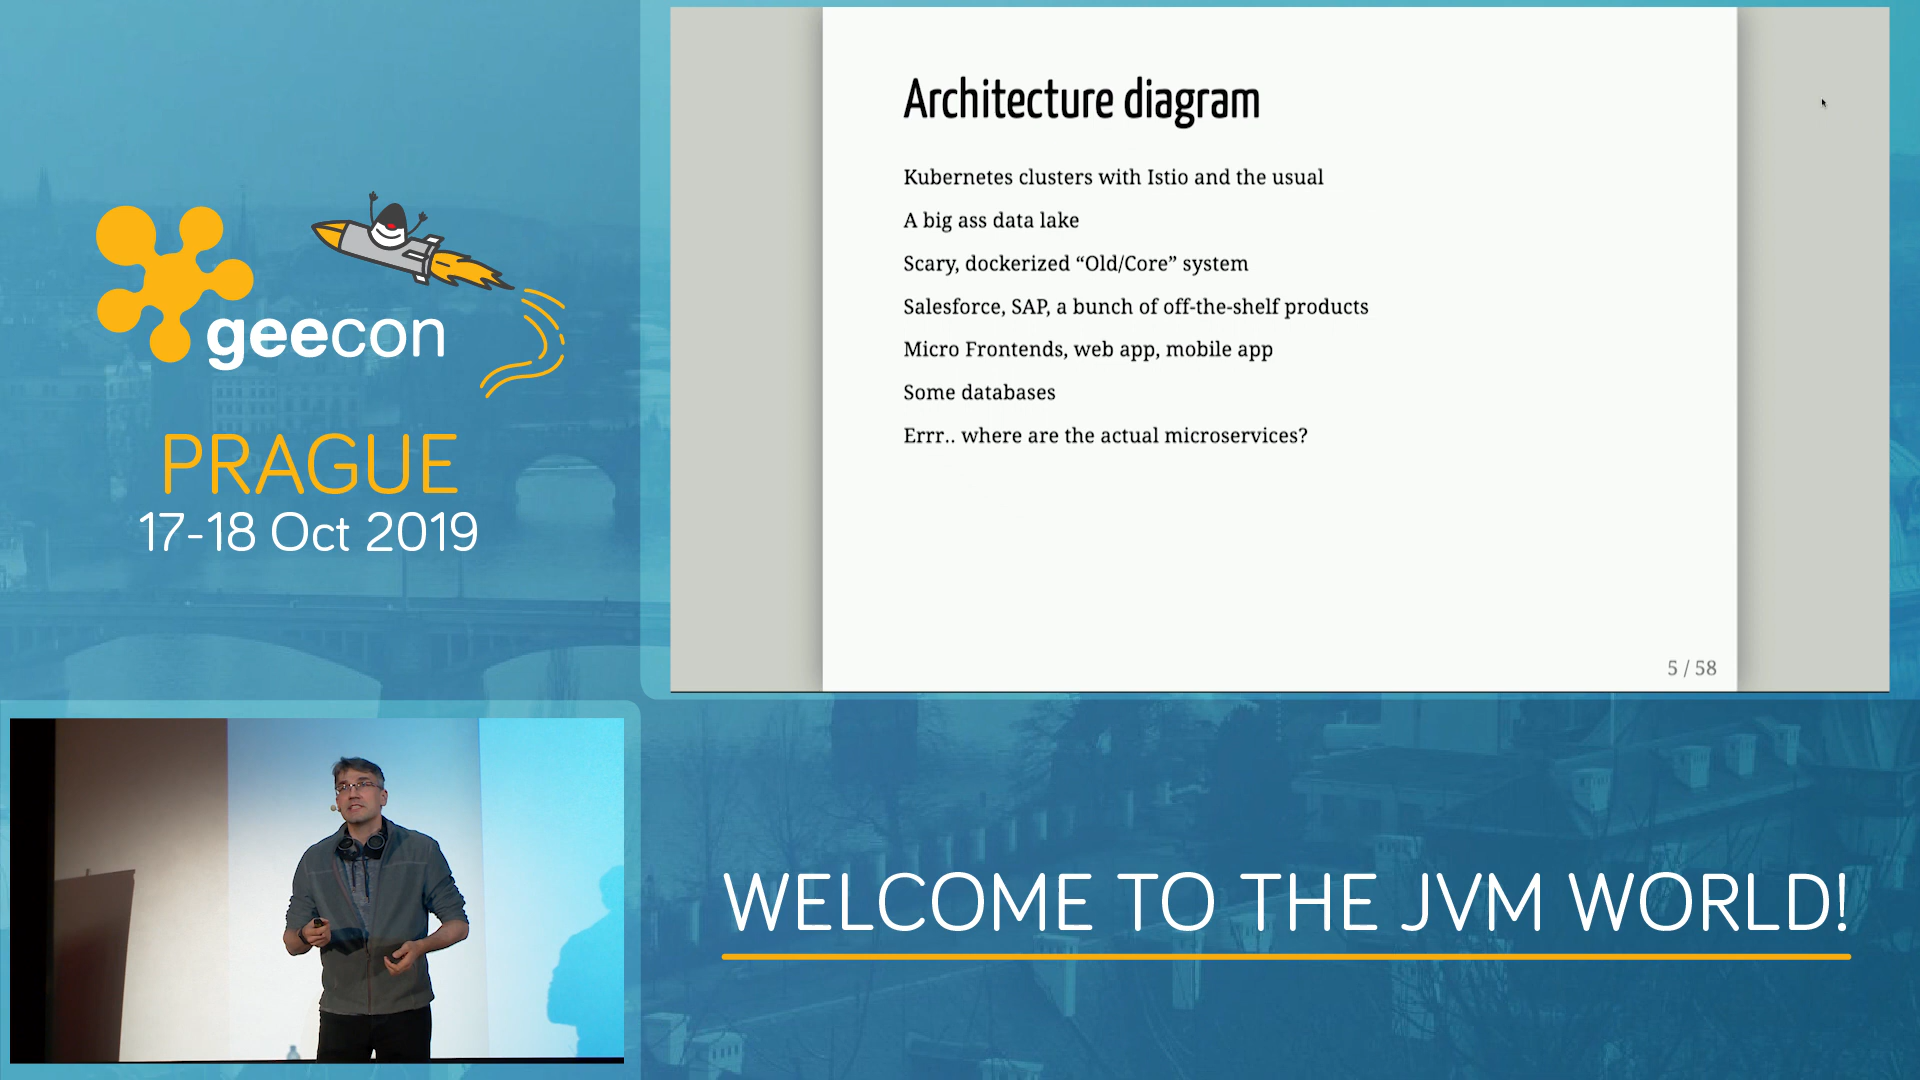 geecon
PRAGUE
17-18 Oct 2019
Architecture diagram
Kubernetes clusters with Istio and the usual
A big ass data lake
Scary, dockerized “Old/Core” system
Salesforce, SAP, a bunch of off-the-shelf products
Micro Frontends, web app, mobile app
Some databases
Errr.. where are the actual microservices?
5 / 58
WELCOME TO THE JVM WORLD!